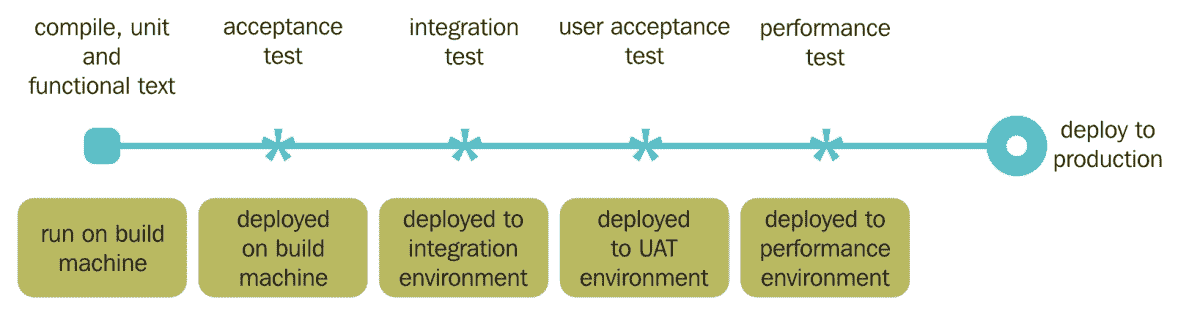 compile, unit
and
functional text
acceptance
test
integration
test
user acceptance
test
performance
test
deploy to
production
run on build
machine
deployed
on build
machine
deployed to
integration
environment
deployed
to UAT
environment
deployed to
performance
environment